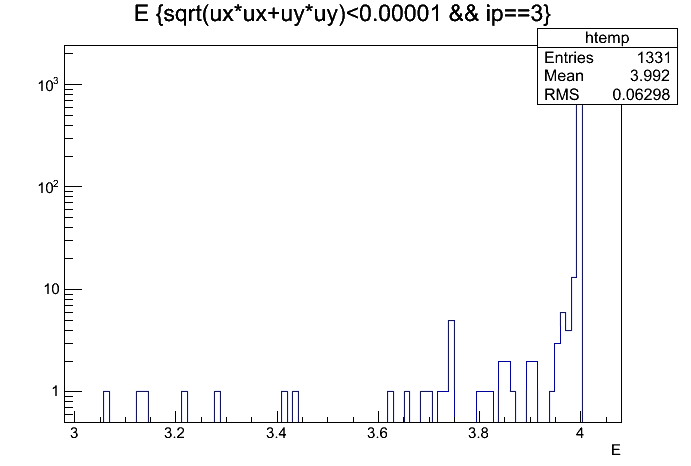 E {sqrt(ux*ux+uy*uy)<0.00001 && ip==3}
htemp
Entries 1331
Mean 3.992
RMS 0.06298
10³
10²
10
1
3 3.2 3.4 3.6 3.8 4
E